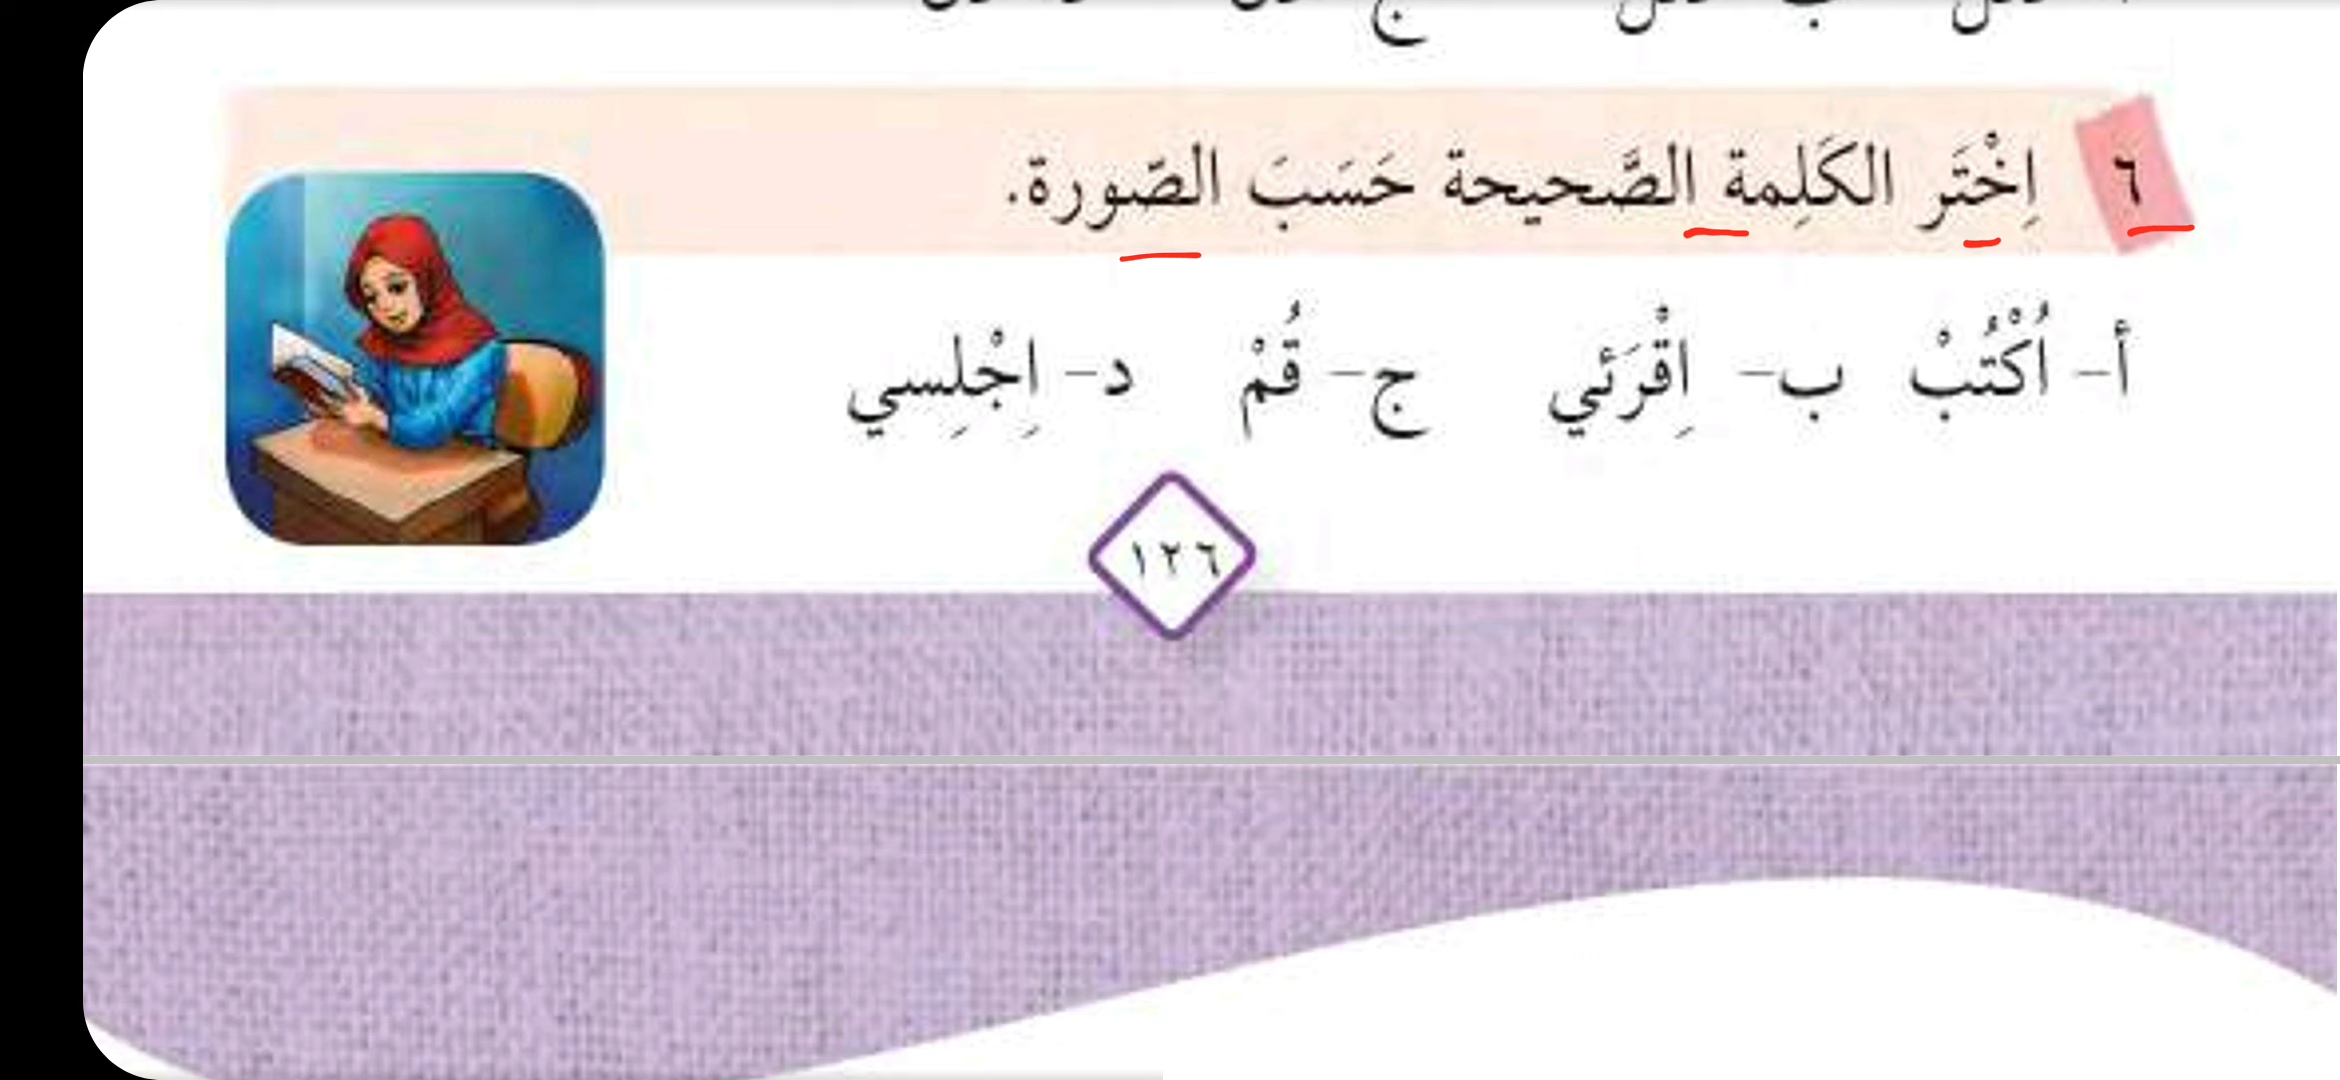 ٦ اِخْتَر الكَلِمة الصَّحيحة حَسَبَ الصّورة.
أ- اُكْتُبْ ب- اِقْرَئي ج- قُمْ د- اِجْلِسي
١٢٦